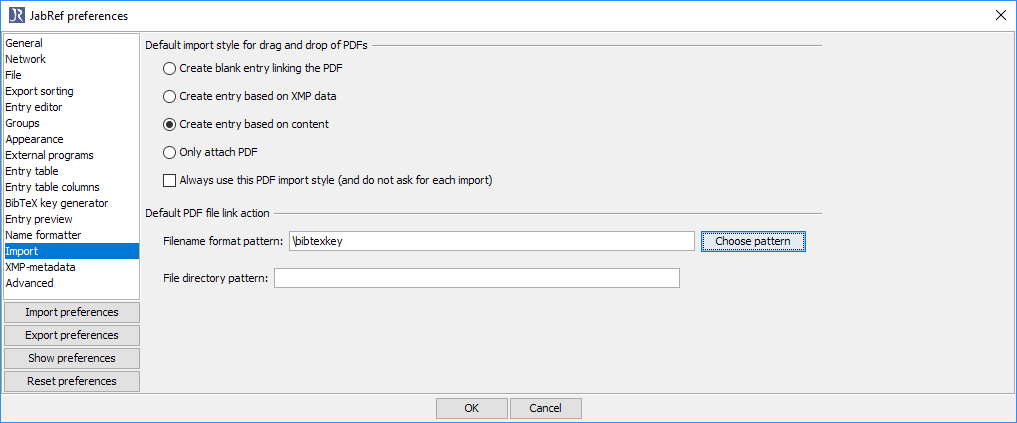 JabRef preferences
General
Network
File
Export sorting
Entry editor
Groups
Appearance
External programs
Entry table
Entry table columns
BibTeX key generator
Entry preview
Name formatter
Import
XMP-metadata
Advanced
Import preferences
Export preferences
Show preferences
Reset preferences
Default import style for drag and drop of PDFs
Create blank entry linking the PDF
Create entry based on XMP data
Create entry based on content
Only attach PDF
Always use this PDF import style (and do not ask for each import)
Default PDF file link action
Filename format pattern: \bibtexkey Choose pattern
File directory pattern:
OK Cancel